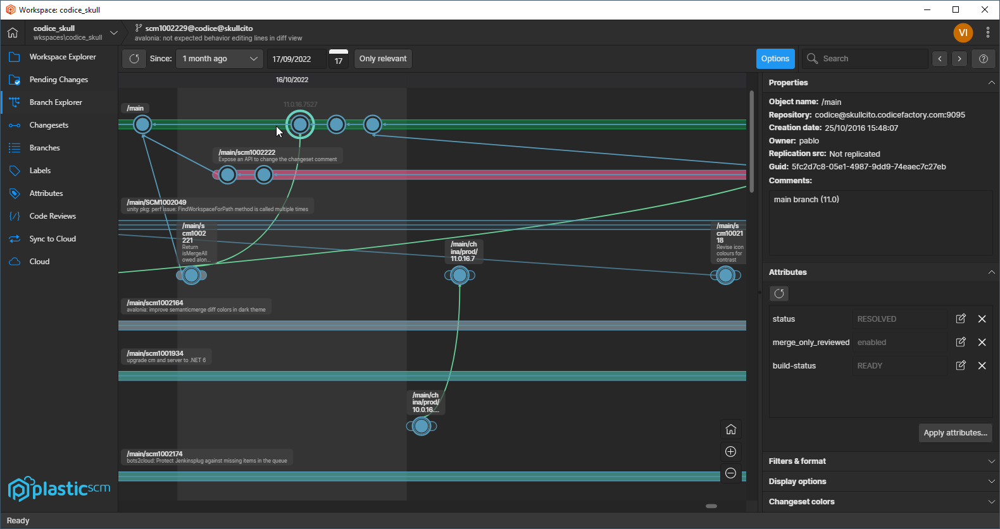 Workspace: codice_skull
codice_skull
wkspaces\codice_skull
scm1002229@codice@skullcito
avalonia: not expected behavior editing lines in diff view
VI
Workspace Explorer
Pending Changes
Branch Explorer
Changesets
Branches
Labels
Attributes
Code Reviews
Sync to Cloud
Cloud
plasticscm
Ready
Since:
1 month ago
17/09/2022
17
Only relevant
Options
Search
16/10/2022
/main
11.0.16.7527
/main/scm1002222
Expose an API to change the changeset comment
/main/SCM1002049
unity pkg: perf issue: FindWorkspaceForPath method is called multiple times
/main/s
cm1002
221
Return
isMergeAll
owed alon...
/main/ch
ina/prod/
11.0.16.7
/main/s
cm10021
18
Revise icon
colours for
contrast
/main/scm1002164
avalonia: improve semanticmerge diff colors in dark theme
/main/scm1001934
upgrade cm and server to .NET 6
/main/ch
ina/prod/
10.0.16....
/main/scm1002174
bots2cloud: Protect Jenkinsplug against missing items in the queue
Properties
Object name: /main
Repository: codice@skullcito.codicefactory.com:9095
Creation date: 25/10/2016 15:48:07
Owner: pablo
Replication src: Not replicated
Guid: 5fc2d7c8-05e1-4987-9dd9-74eaec7c27eb
Comments:
main branch (11.0)
Attributes
status RESOLVED
merge_only_reviewed enabled
build-status READY
Apply attributes...
Filters & format
Display options
Changeset colors